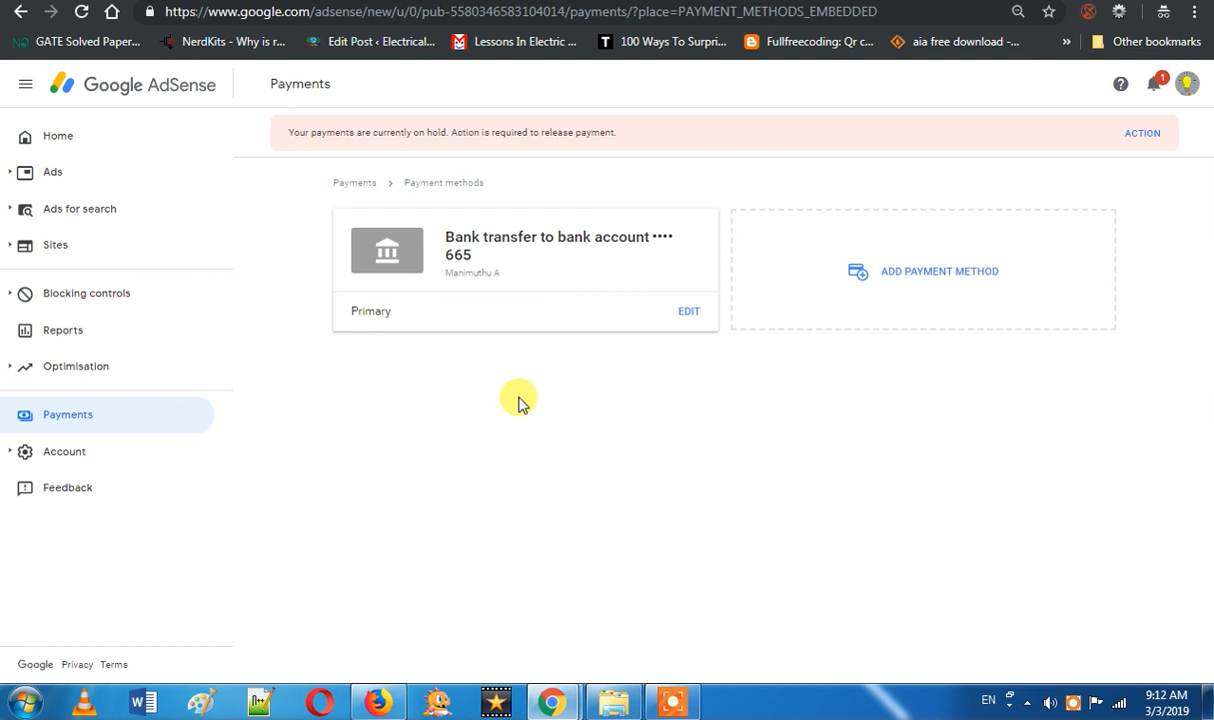 https://www.google.com/adsense/new/u/0/pub-5580346583104014/payments/?place=PAYMENT_METHODS_EMBEDDED
GATE Solved Paper...
NerdKits - Why is r...
Edit Post ‹ Electrical...
Lessons In Electric ...
100 Ways To Surpri...
Fullfreecoding: Qr c...
aia free download -...
»
Other bookmarks
Google AdSense
Payments
1
Your payments are currently on hold. Action is required to release payment.
ACTION
Home
Ads
Ads for search
Sites
Blocking controls
Reports
Optimisation
Payments
Account
Feedback
Payments > Payment methods
Bank transfer to bank account ••••
665
Manimuthu A
Primary
EDIT
ADD PAYMENT METHOD
Google Privacy Terms
EN
9:12 AM
3/3/2019